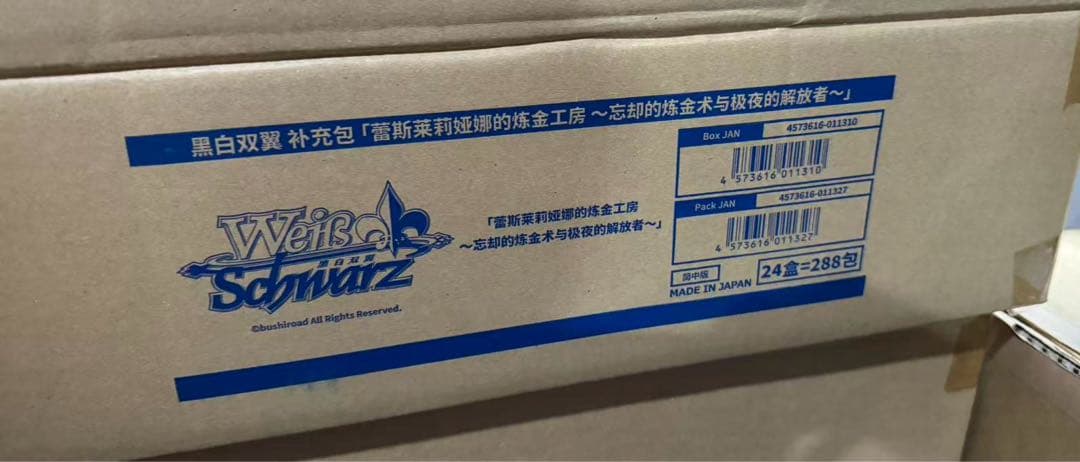 黑白双翼 补充包「蕾斯莱莉娅娜的炼金工房 ～忘却的炼金术与极夜的解放者～」
Weiß
黑白双翼
Schwarz
©bushiroad All Rights Reserved.
「蕾斯莱莉娅娜的炼金工房
～忘却的炼金术与极夜的解放者～」
Box JAN 4573616-011310
4 573616 011310
Pack JAN 4573616-011327
4 573616 011327
简中版
MADE IN JAPAN
24盒=288包